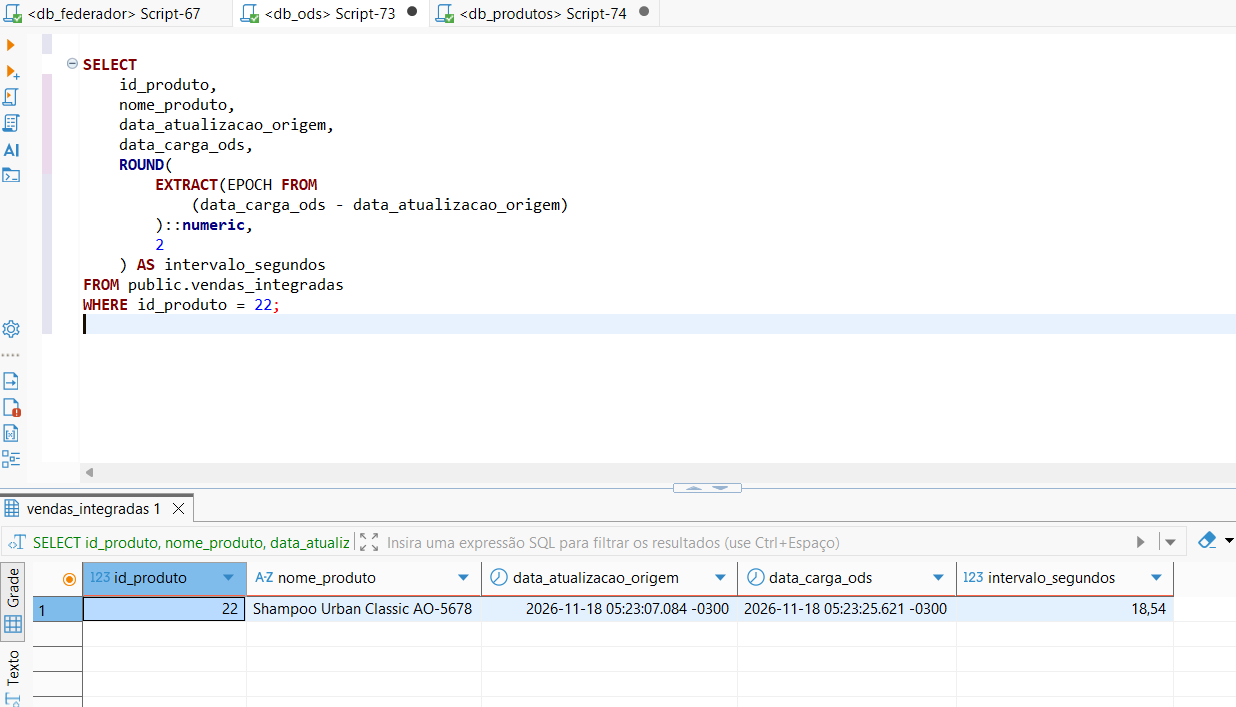 <db_federador> Script-67
<db_ods> Script-73
<db_produtos> Script-74
SELECT
id_produto,
nome_produto,
data_atualizacao_origem,
data_carga_ods,
ROUND(
EXTRACT(EPOCH FROM
(data_carga_ods - data_atualizacao_origem)
)::numeric,
2
) AS intervalo_segundos
FROM public.vendas_integradas
WHERE id_produto = 22;
AI
vendas_integradas 1
SELECT id_produto, nome_produto, data_atualiz
Insira uma expressão SQL para filtrar os resultados (use Ctrl+Espaço)
Grade
Texto
123 id_produto
A-Z nome_produto
data_atualizacao_origem
data_carga_ods
123 intervalo_segundos
1
22
Shampoo Urban Classic AO-5678
2026-11-18 05:23:07.084 -0300
2026-11-18 05:23:25.621 -0300
18,54